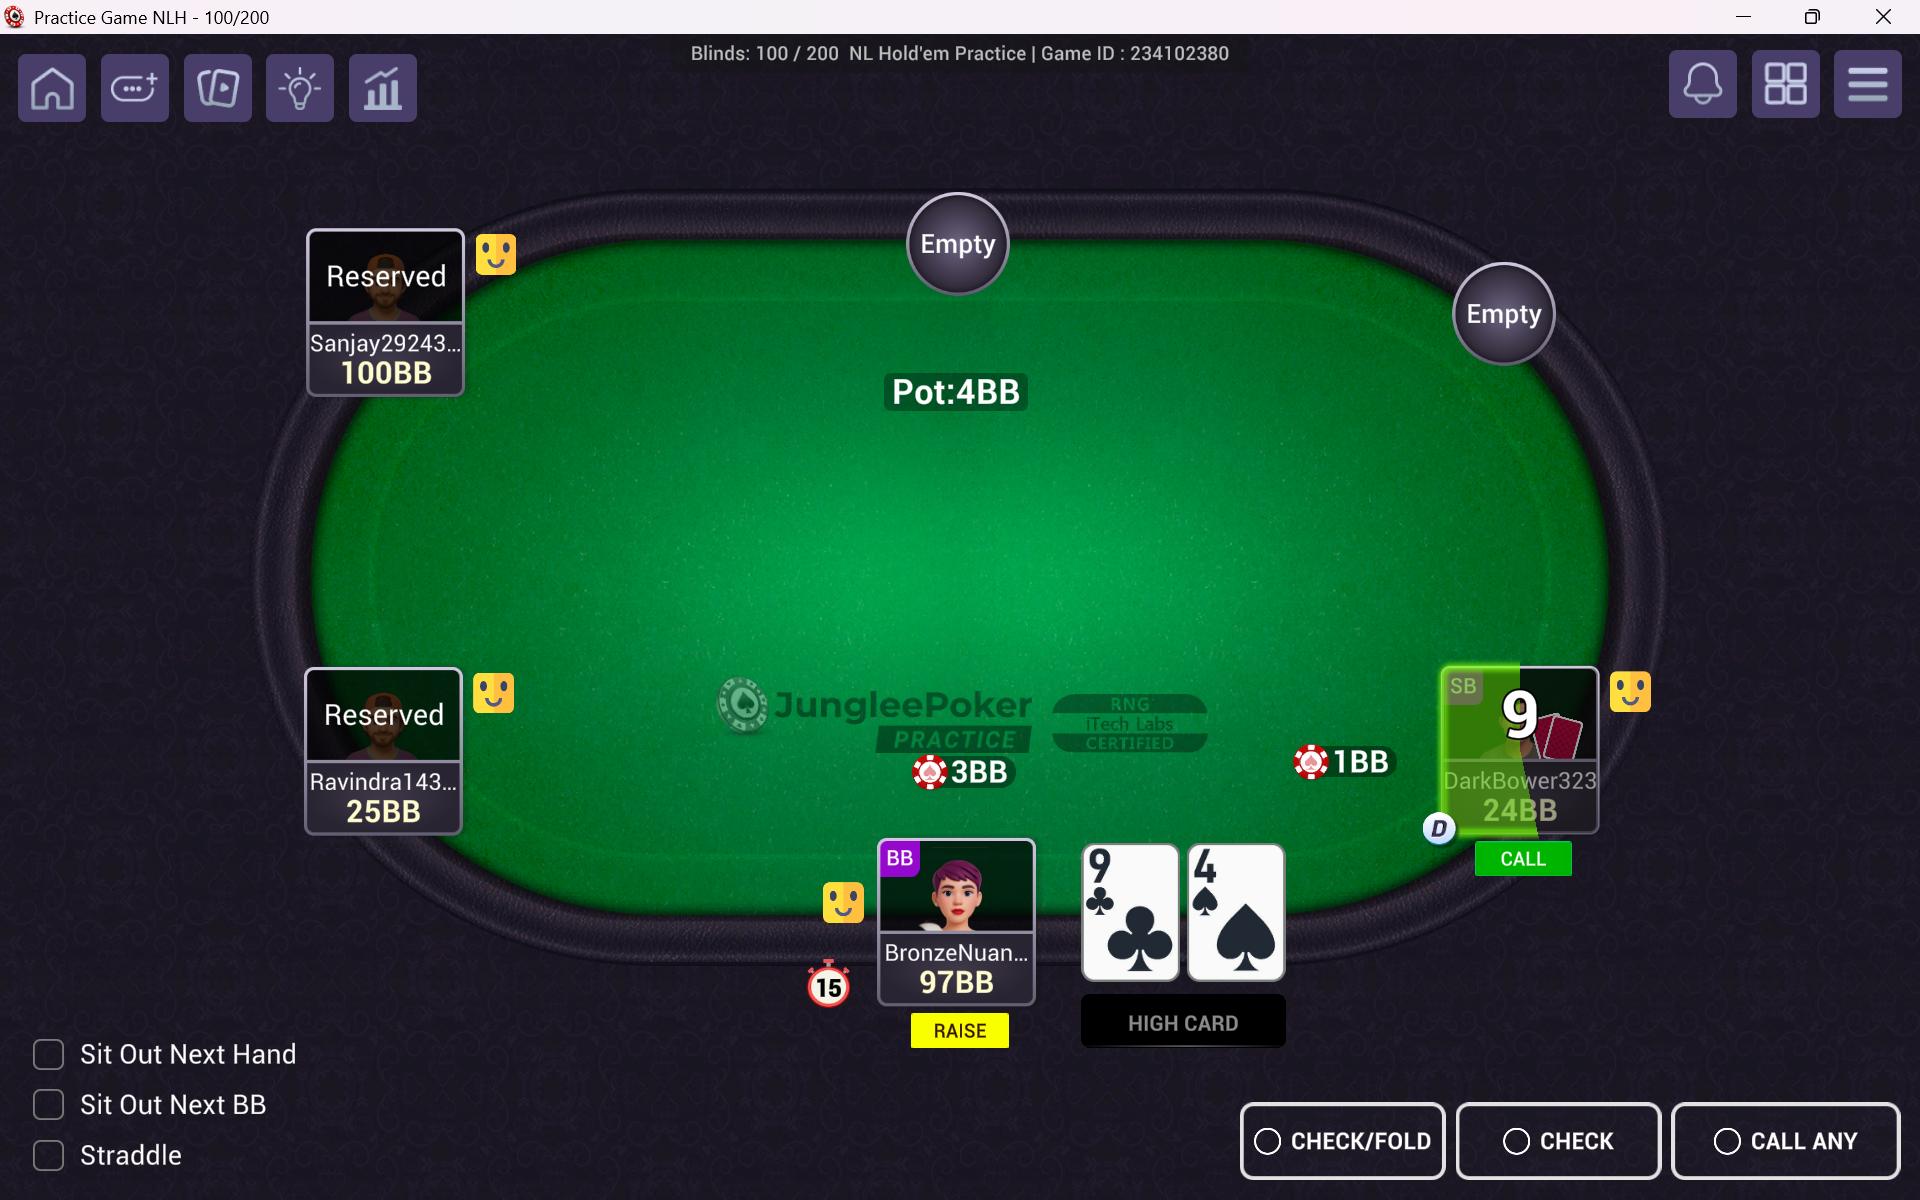 Practice Game NLH - 100/200
Blinds: 100 / 200 NL Hold'em Practice | Game ID : 234102380
Empty
Reserved
Sanjay29243...
100BB
Empty
Pot:4BB
Reserved
Ravindra143...
25BB
JungleePoker
PRACTICE
RNG
iTech Labs
CERTIFIED
3BB
1BB
SB
9
DarkBower323
24BB
D
CALL
BB
BronzeNuan...
97BB
15
RAISE
9
4
HIGH CARD
Sit Out Next Hand
Sit Out Next BB
Straddle
CHECK/FOLD
CHECK
CALL ANY